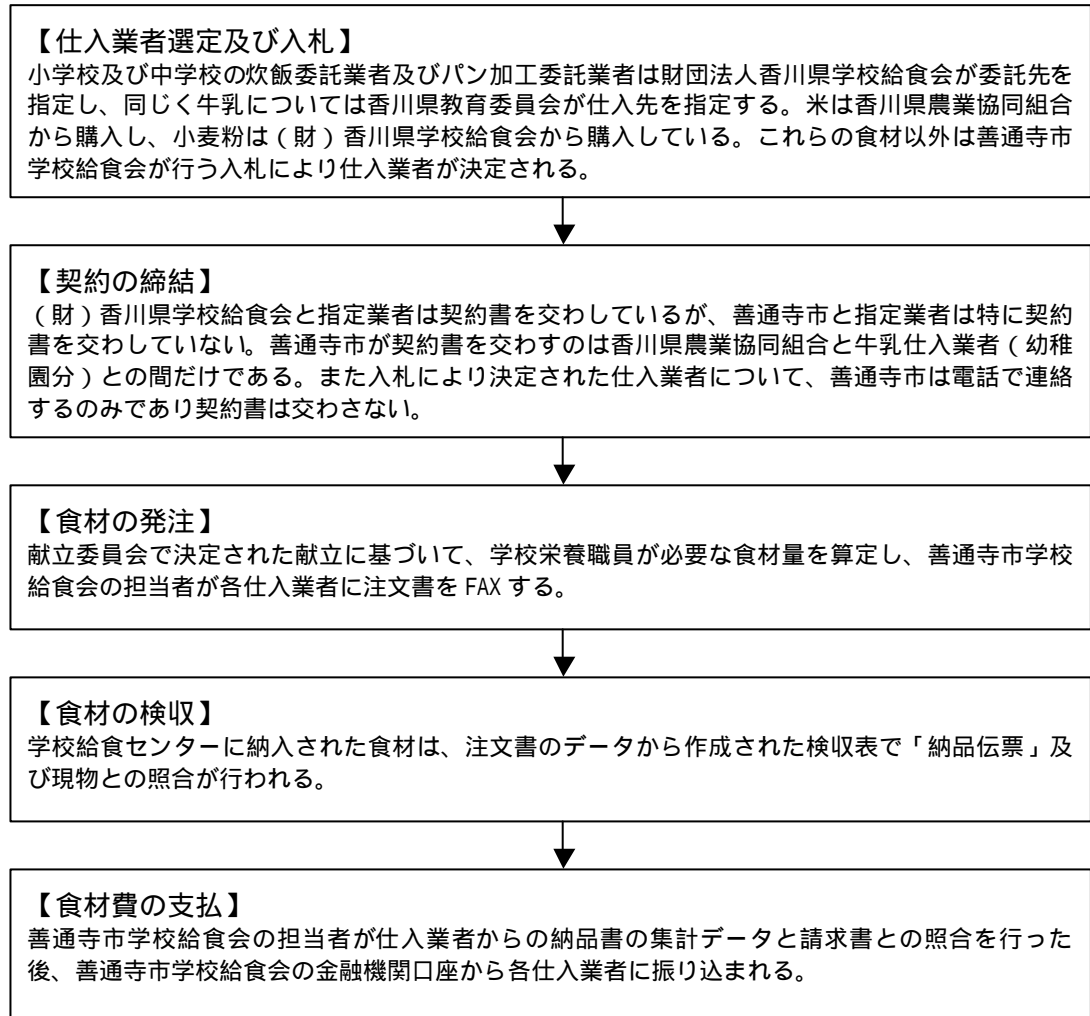 【仕入業者選定及び入札】
小学校及び中学校の炊飯委託業者及びパン加工委託業者は財団法人香川県学校給食会が委託先を
指定し、同じく牛乳については香川県教育委員会が仕入先を指定する。米は香川県農業協同組合
から購入し、小麦粉は（財）香川県学校給食会から購入している。これらの食材以外は善通寺市
学校給食会が行う入札により仕入業者が決定される。
【契約の締結】
（財）香川県学校給食会と指定業者は契約書を交わしているが、善通寺市と指定業者は特に契約
書を交わしていない。善通寺市が契約書を交わすのは香川県農業協同組合と牛乳仕入業者（幼稚
園分）との間だけである。また入札により決定された仕入業者について、善通寺市は電話で連絡
するのみであり契約書は交わさない。
【食材の発注】
献立委員会で決定された献立に基づいて、学校栄養職員が必要な食材量を算定し、善通寺市学校
給食会の担当者が各仕入業者に注文書を FAX する。
【食材の検収】
学校給食センターに納入された食材は、注文書のデータから作成された検収表で「納品伝票」及
び現物との照合が行われる。
【食材費の支払】
善通寺市学校給食会の担当者が仕入業者からの納品書の集計データと請求書との照合を行った
後、善通寺市学校給食会の金融機関口座から各仕入業者に振り込まれる。